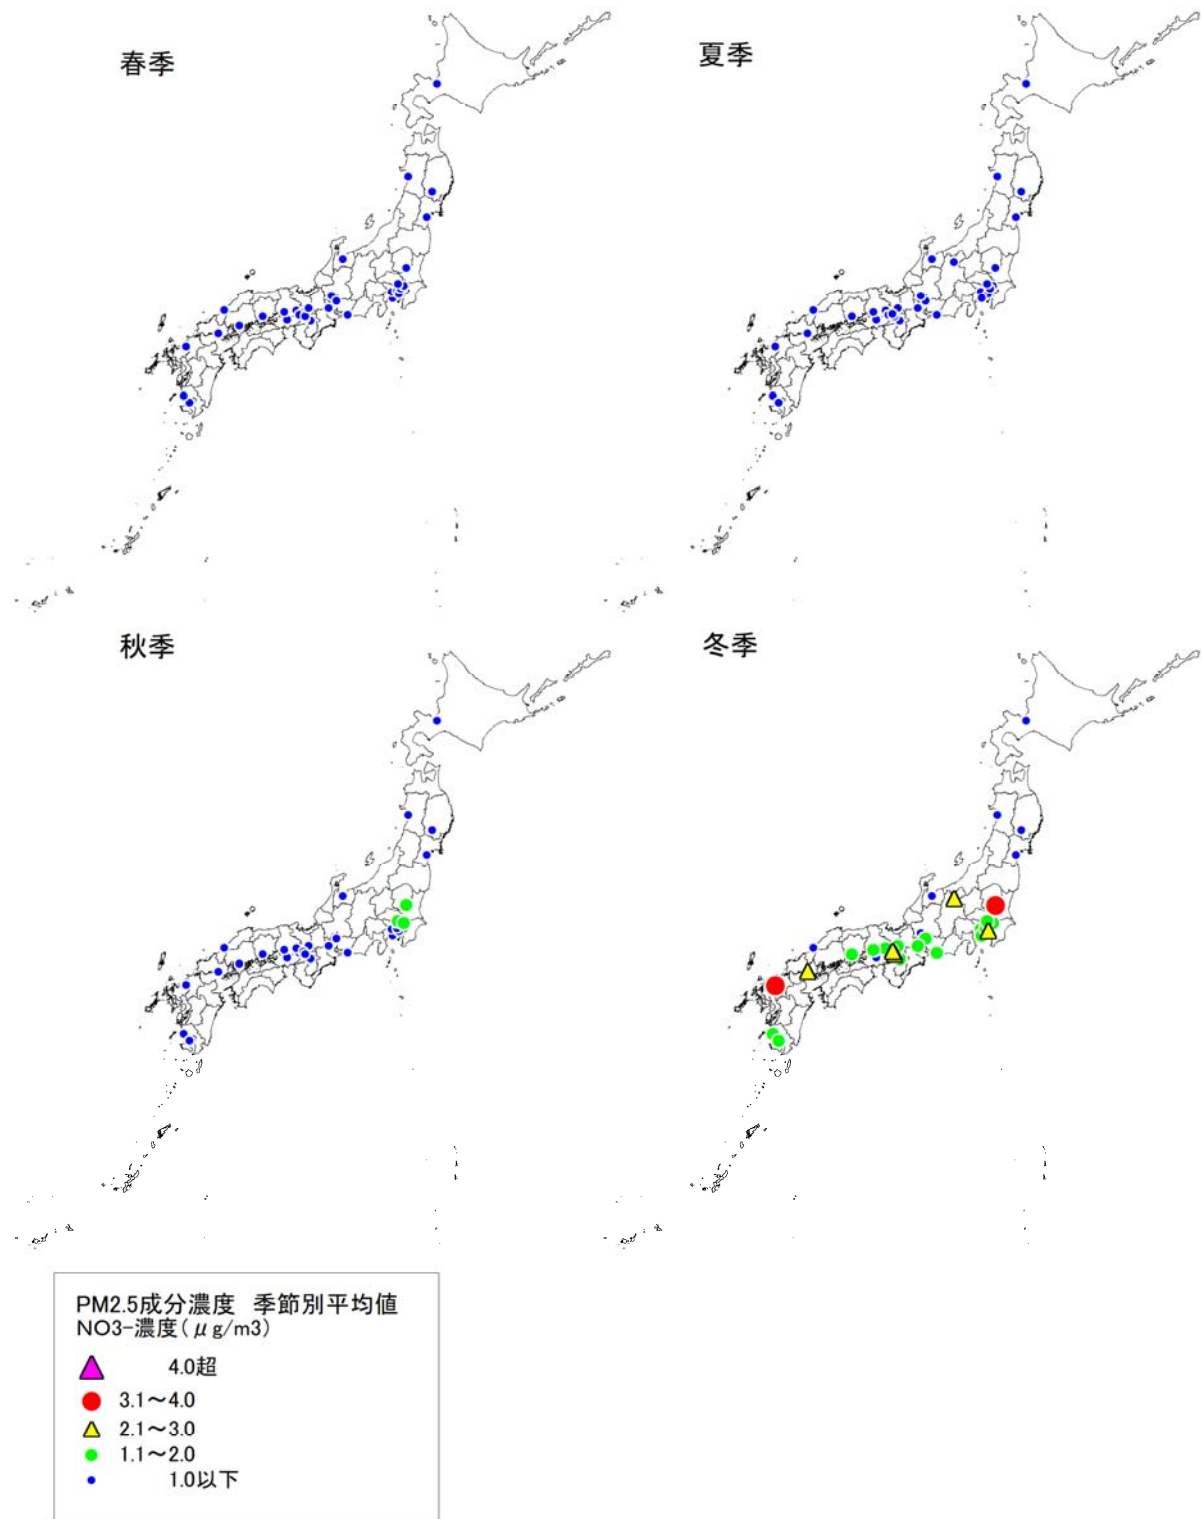 春季
夏季
秋季
冬季
PM2.5成分濃度　季節別平均値
NO3-濃度(μg/m3)
4.0超
3.1～4.0
2.1～3.0
1.1～2.0
1.0以下